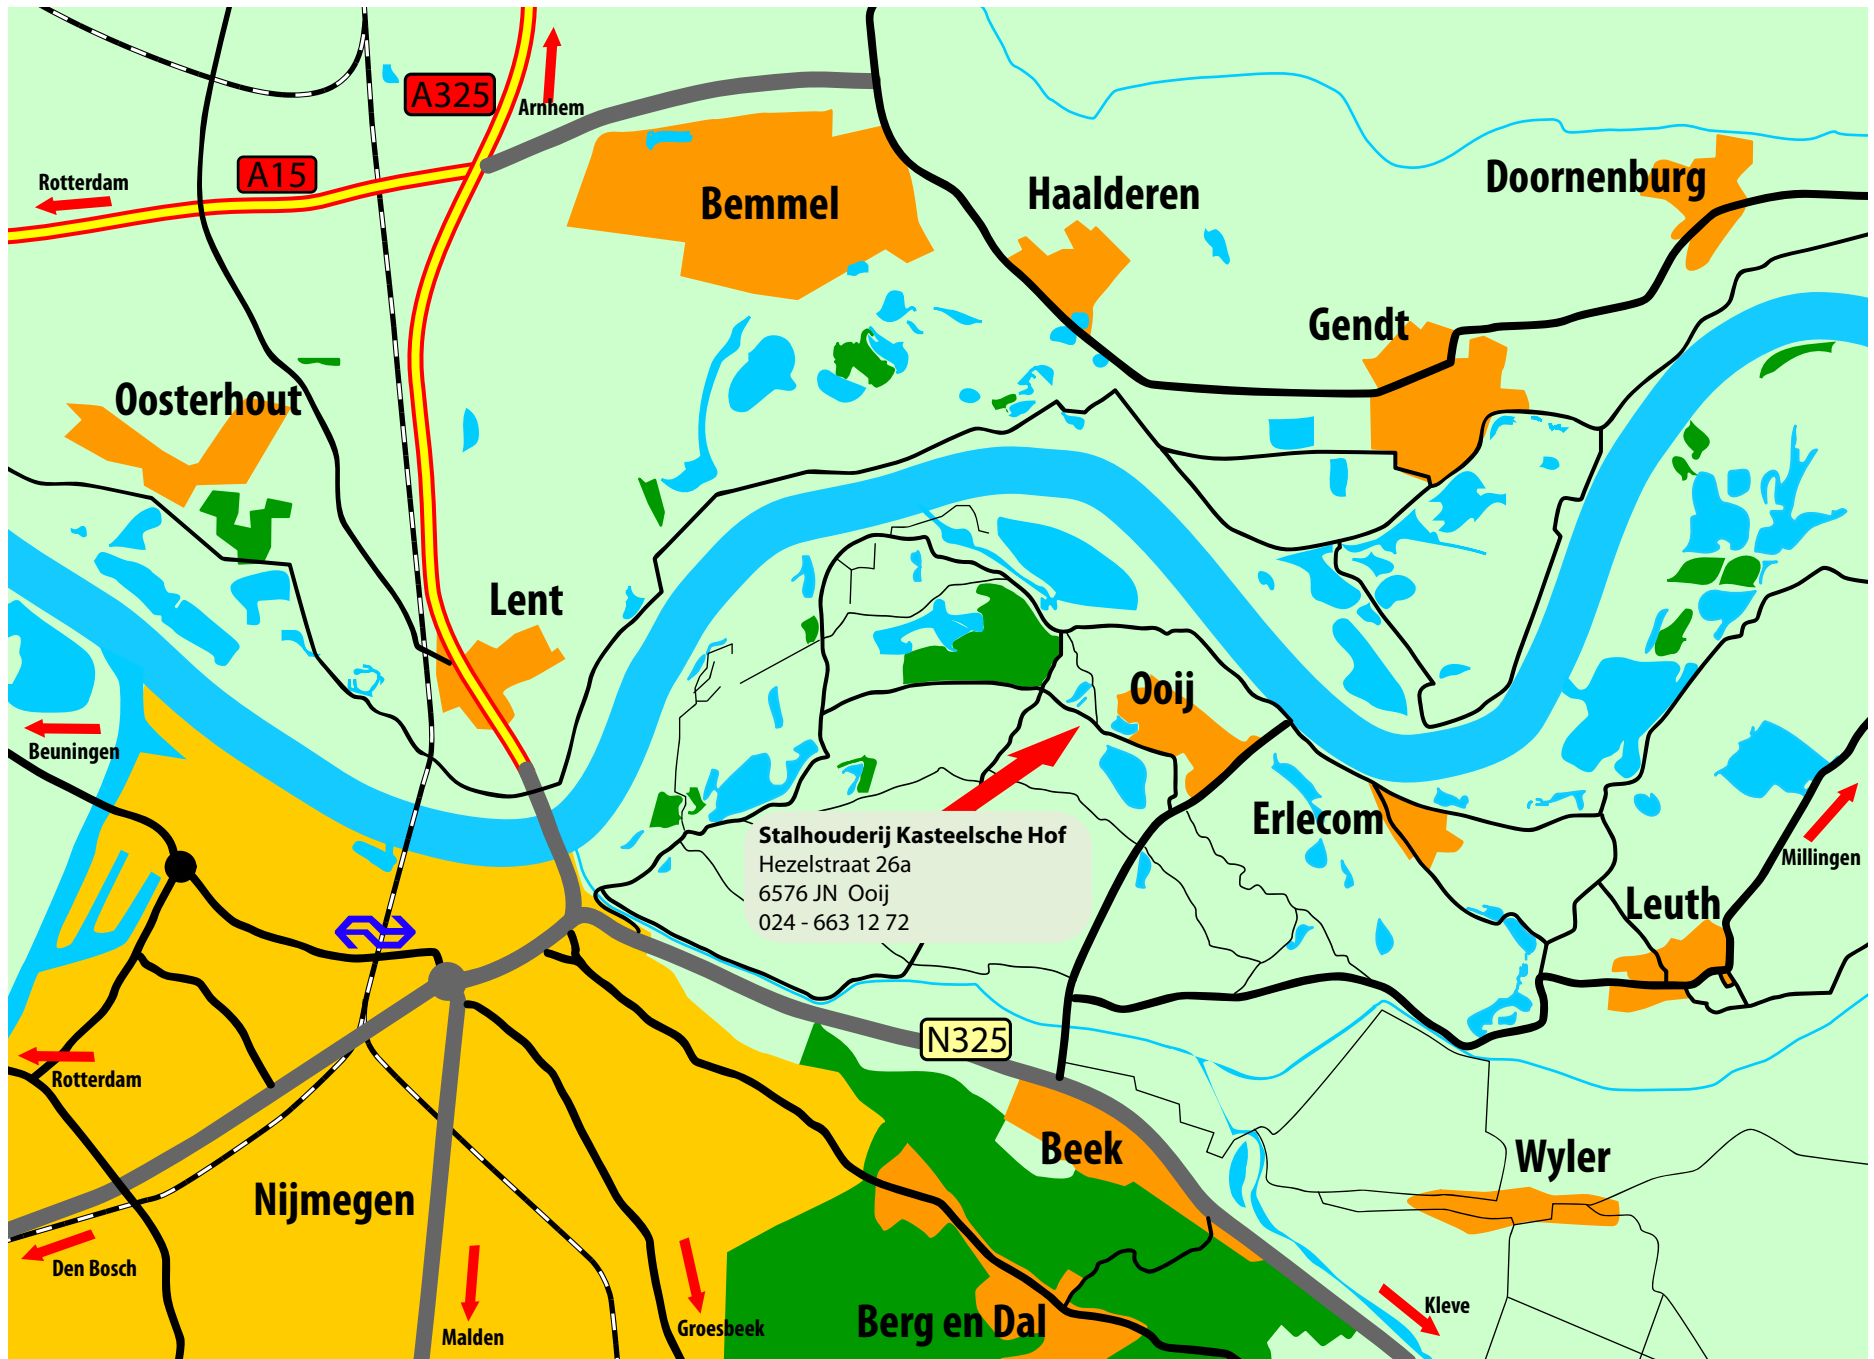 A325
Arnhem
A15
Rotterdam
Bemmel
Haalderen
Doornenburg
Gendt
Oosterhout
Lent
Ooij
Beuningen
Erlecom
Stalhouderij Kasteelsche Hof
Hezelstraat 26a
6576 JN Ooij
024 - 663 12 72
Millingen
Leuth
N325
Rotterdam
Beek
Wyler
Nijmegen
Den Bosch
Malden
Groesbeek
Berg en Dal
Kleve